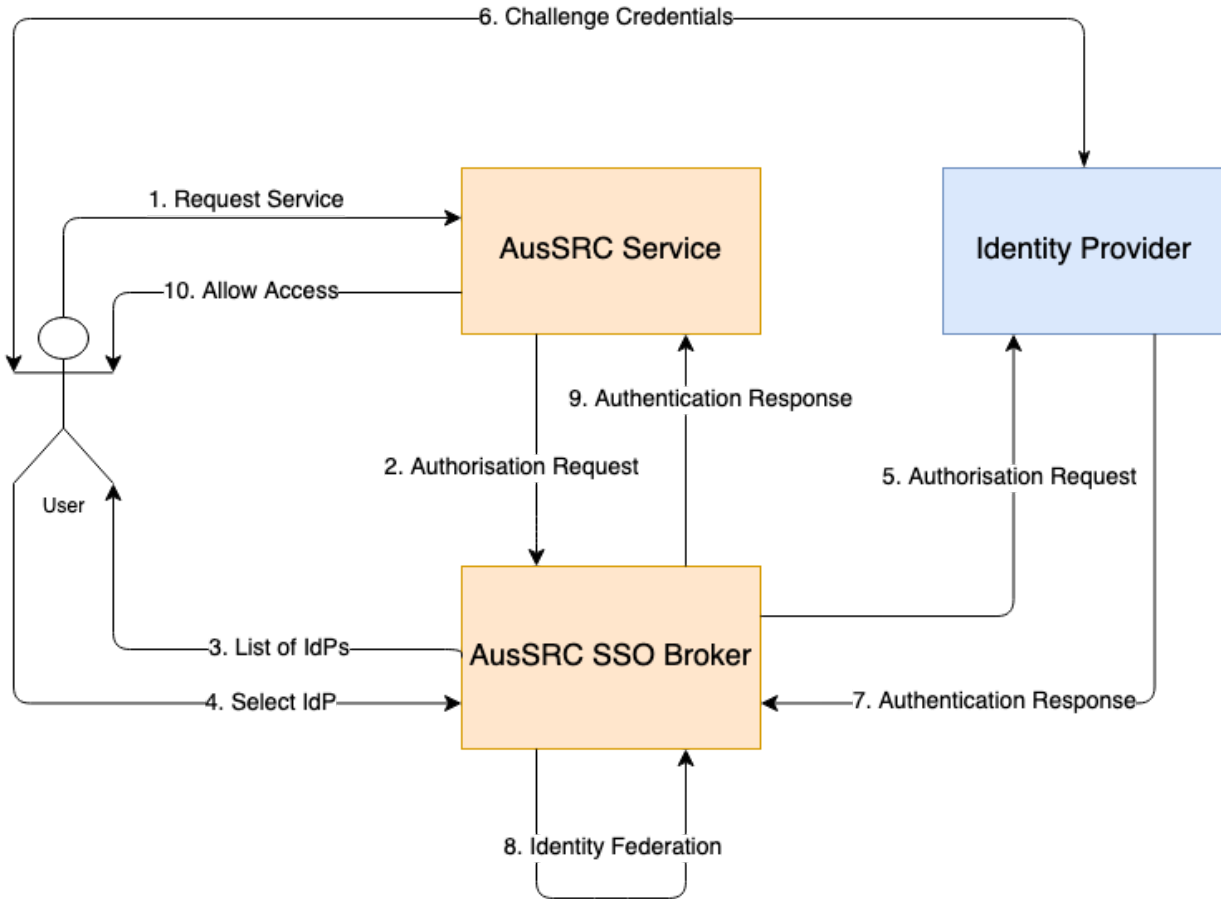 6. Challenge Credentials
1. Request Service
AusSRC Service
Identity Provider
10. Allow Access
9. Authentication Response
2. Authorisation Request
5. Authorisation Request
User
3. List of IdPs
AusSRC SSO Broker
4. Select IdP
7. Authentication Response
8. Identity Federation